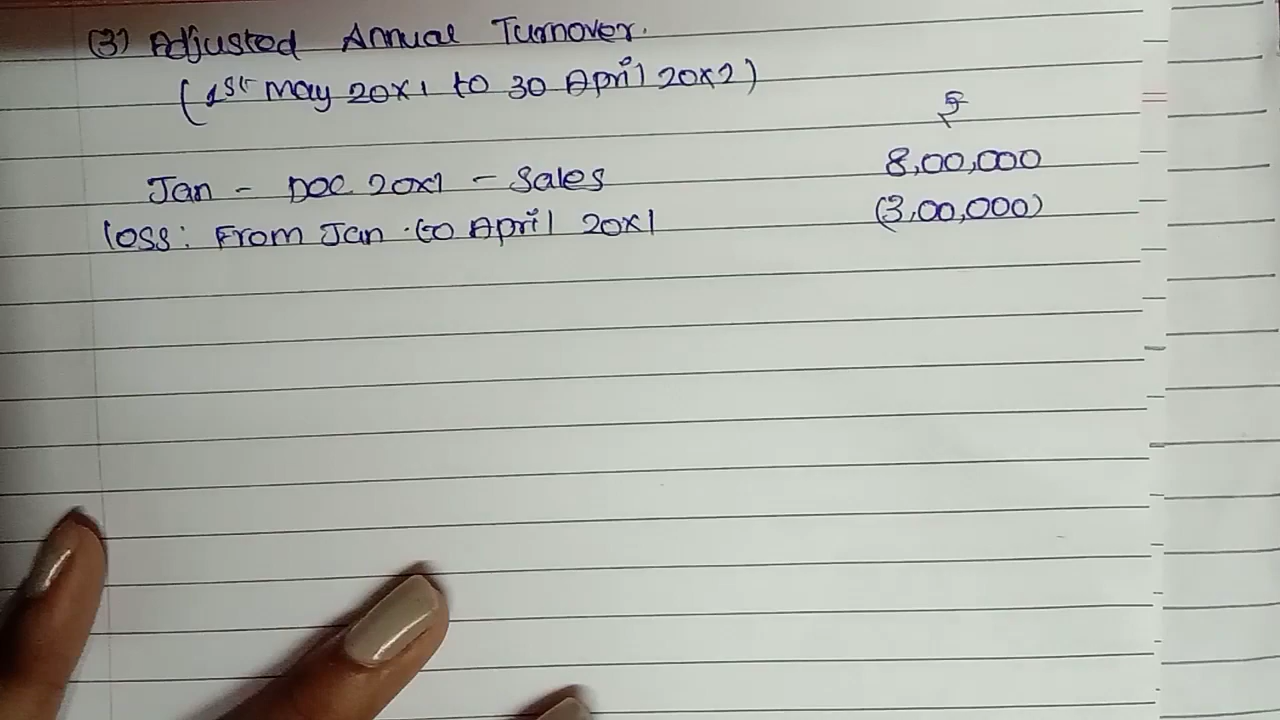 (3) Adjusted Annual Turnover.
(1st May 20x1 to 30 April 20x2)
₹
Jan - Dec 20x1 - Sales 8,00,000
loss: From Jan to April 20x1 (3,00,000)